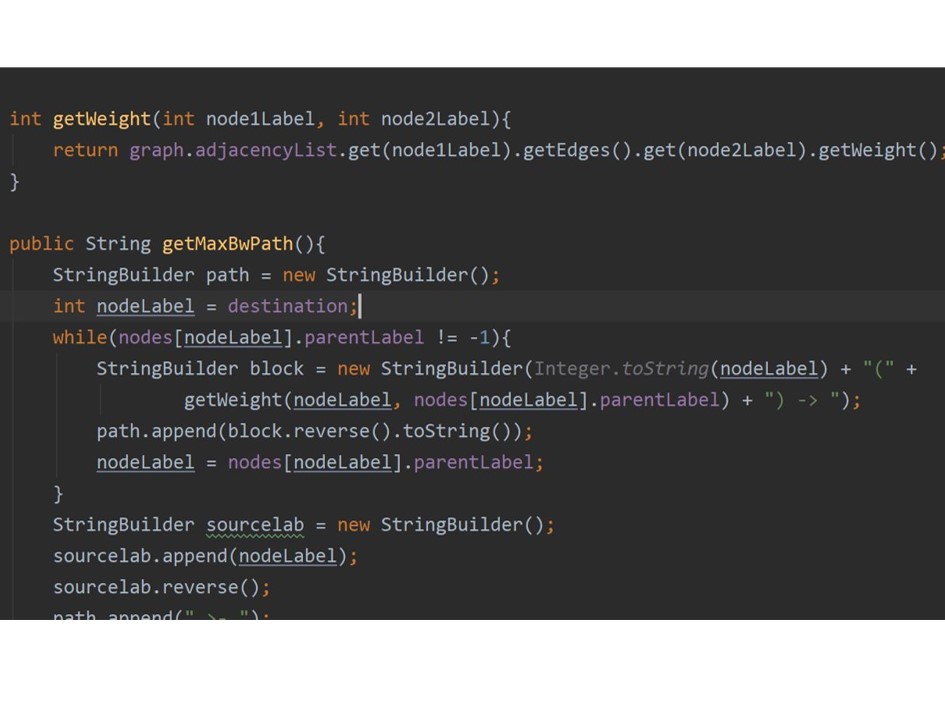 int getWeight(int node1Label, int node2Label){
return graph.adjacencyList.get(node1Label).getEdges().get(node2Label).getWeight();
}
public String getMaxBwPath(){
StringBuilder path = new StringBuilder();
int nodeLabel = destination;
while(nodes[nodeLabel].parentLabel != -1){
StringBuilder block = new StringBuilder(Integer.toString(nodeLabel) + "(" +
getWeight(nodeLabel, nodes[nodeLabel].parentLabel) + ") -> ");
path.append(block.reverse().toString());
nodeLabel = nodes[nodeLabel].parentLabel;
}
StringBuilder sourcelab = new StringBuilder();
sourcelab.append(nodeLabel);
sourcelab.reverse();
path.append(" >- ");